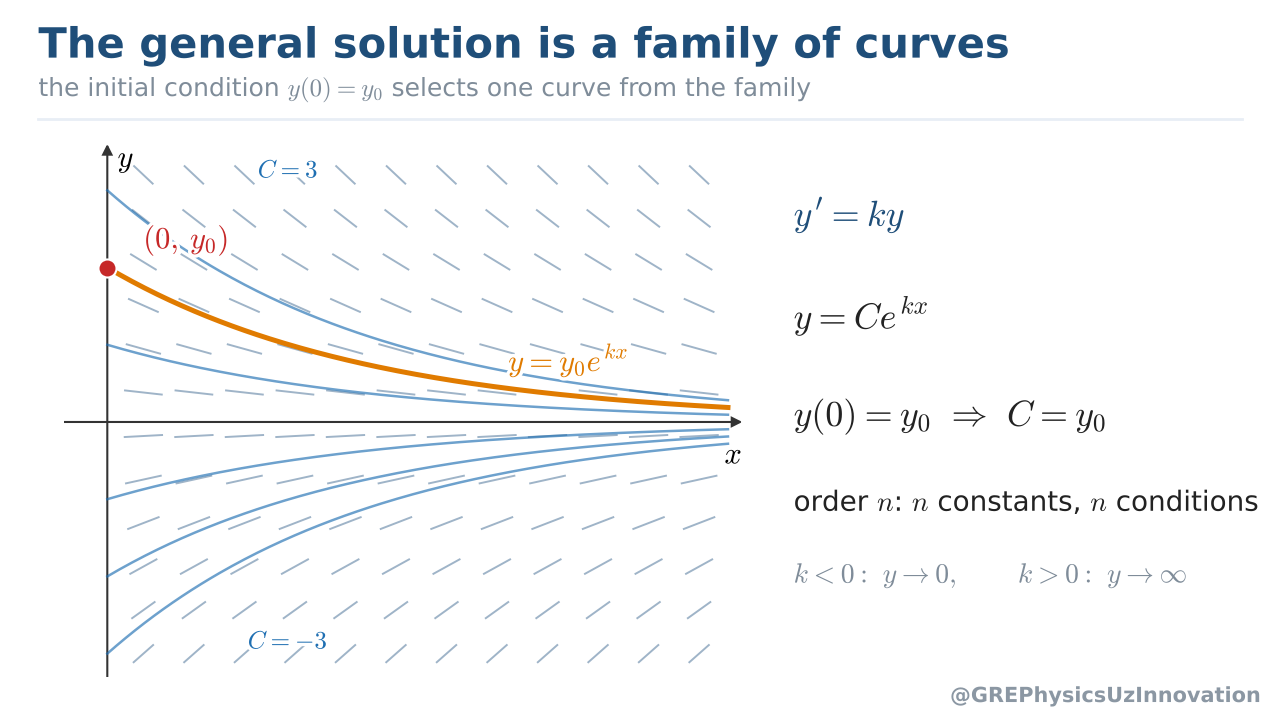 The general solution is a family of curves
the initial condition y(0) = y₀ selects one curve from the family
y
C = 3
(0, y₀)
y = y₀e^{kx}
x
C = −3
y′ = ky
y = Ce^{kx}
y(0) = y₀ ⇒ C = y₀
order n: n constants, n conditions
k < 0 : y → 0, k > 0 : y → ∞
@GREPhysicsUzInnovation